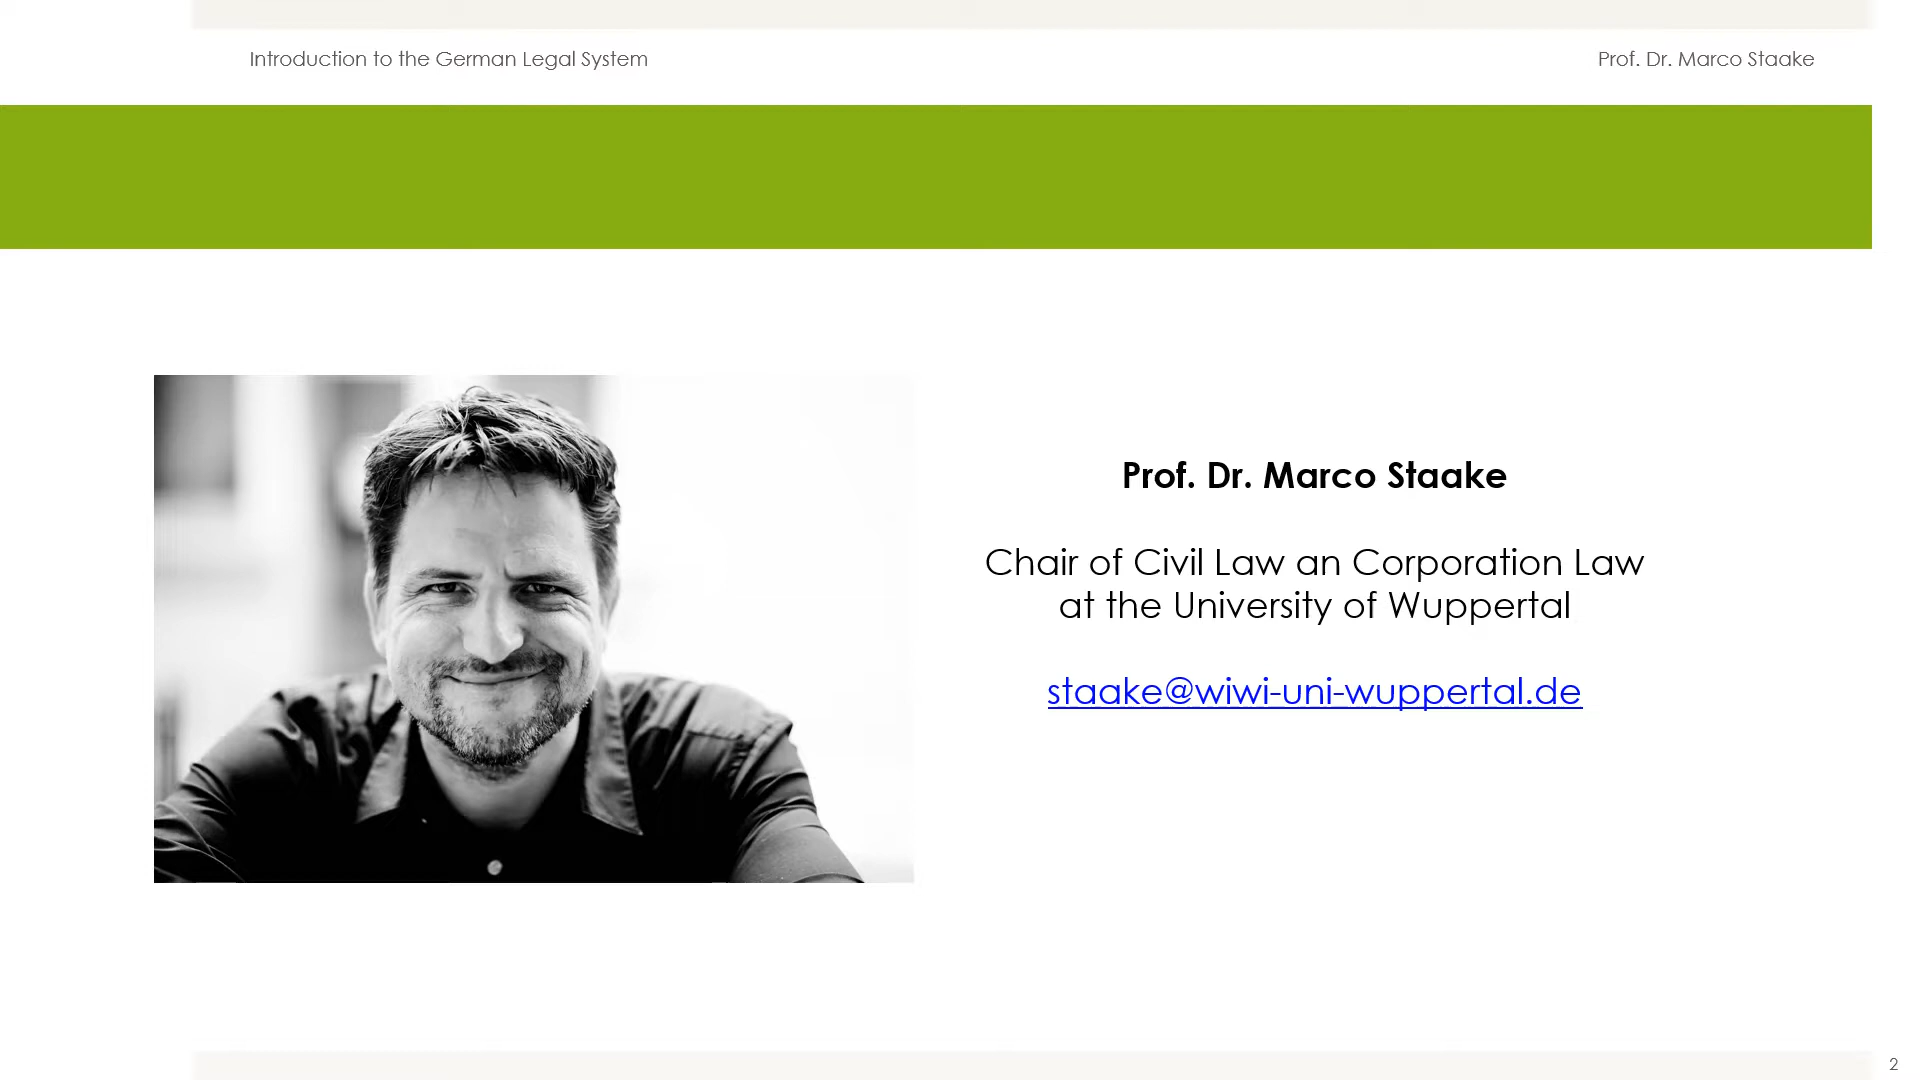 Introduction to the German Legal System
Prof. Dr. Marco Staake
Prof. Dr. Marco Staake
Chair of Civil Law an Corporation Law
at the University of Wuppertal
staake@wiwi-uni-wuppertal.de
2